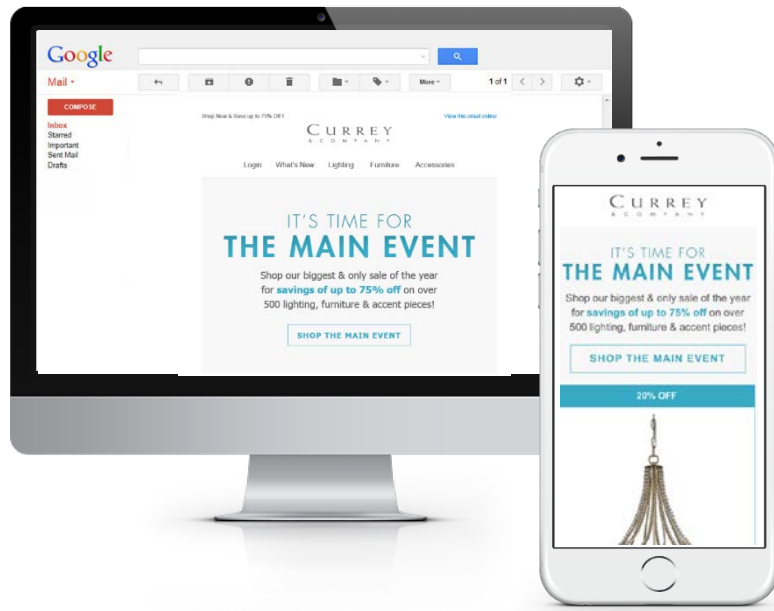 Google
Mail
More
1 of 1
COMPOSE
Inbox
Starred
Important
Sent Mail
Drafts
Shop Now & Save up to 75% Off!
View this email online
CURREY
& COMPANY
Login What's New Lighting Furniture Accessories
IT'S TIME FOR
THE MAIN EVENT
Shop our biggest & only sale of the year
for savings of up to 75% off on over
500 lighting, furniture & accent pieces!
SHOP THE MAIN EVENT
CURREY
& COMPANY
IT'S TIME FOR
THE MAIN EVENT
Shop our biggest & only sale of the year
for savings of up to 75% off on over
500 lighting, furniture & accent pieces!
SHOP THE MAIN EVENT
20% OFF